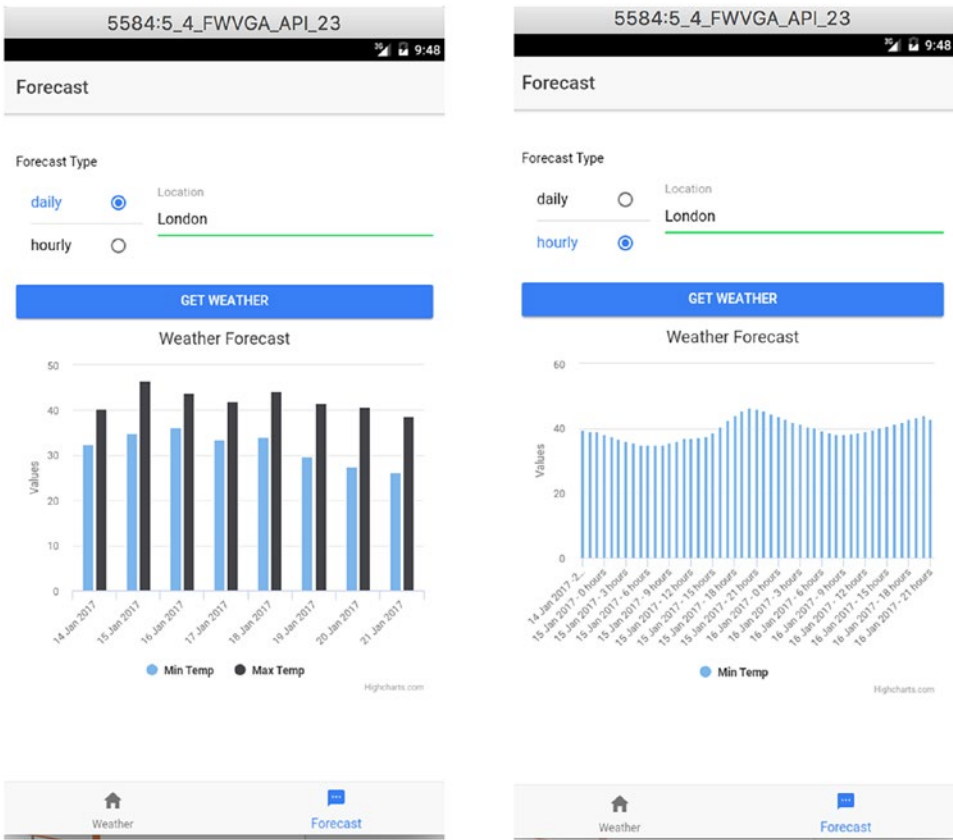 5584:5_4_FWVGA_API_23
3G 9:48
Forecast
Forecast Type
daily
Location
London
hourly
GET WEATHER
Weather Forecast
50
40
30
20
10
0
Values
14 Jan 2017
15 Jan 2017
16 Jan 2017
17 Jan 2017
18 Jan 2017
19 Jan 2017
20 Jan 2017
21 Jan 2017
Min Temp
Max Temp
Highcharts.com
Weather
Forecast
5584:5_4_FWVGA_API_23
3G 9:48
Forecast
Forecast Type
daily
Location
London
hourly
GET WEATHER
Weather Forecast
60
40
20
0
Values
14 Jan 2017 - 2...
15 Jan 2017 - 0 hours
15 Jan 2017 - 3 hours
15 Jan 2017 - 6 hours
15 Jan 2017 - 9 hours
15 Jan 2017 - 12 hours
15 Jan 2017 - 15 hours
15 Jan 2017 - 18 hours
15 Jan 2017 - 21 hours
16 Jan 2017 - 0 hours
16 Jan 2017 - 3 hours
16 Jan 2017 - 6 hours
16 Jan 2017 - 9 hours
16 Jan 2017 - 12 hours
16 Jan 2017 - 15 hours
16 Jan 2017 - 18 hours
16 Jan 2017 - 21 hours
Min Temp
Highcharts.com
Weather
Forecast